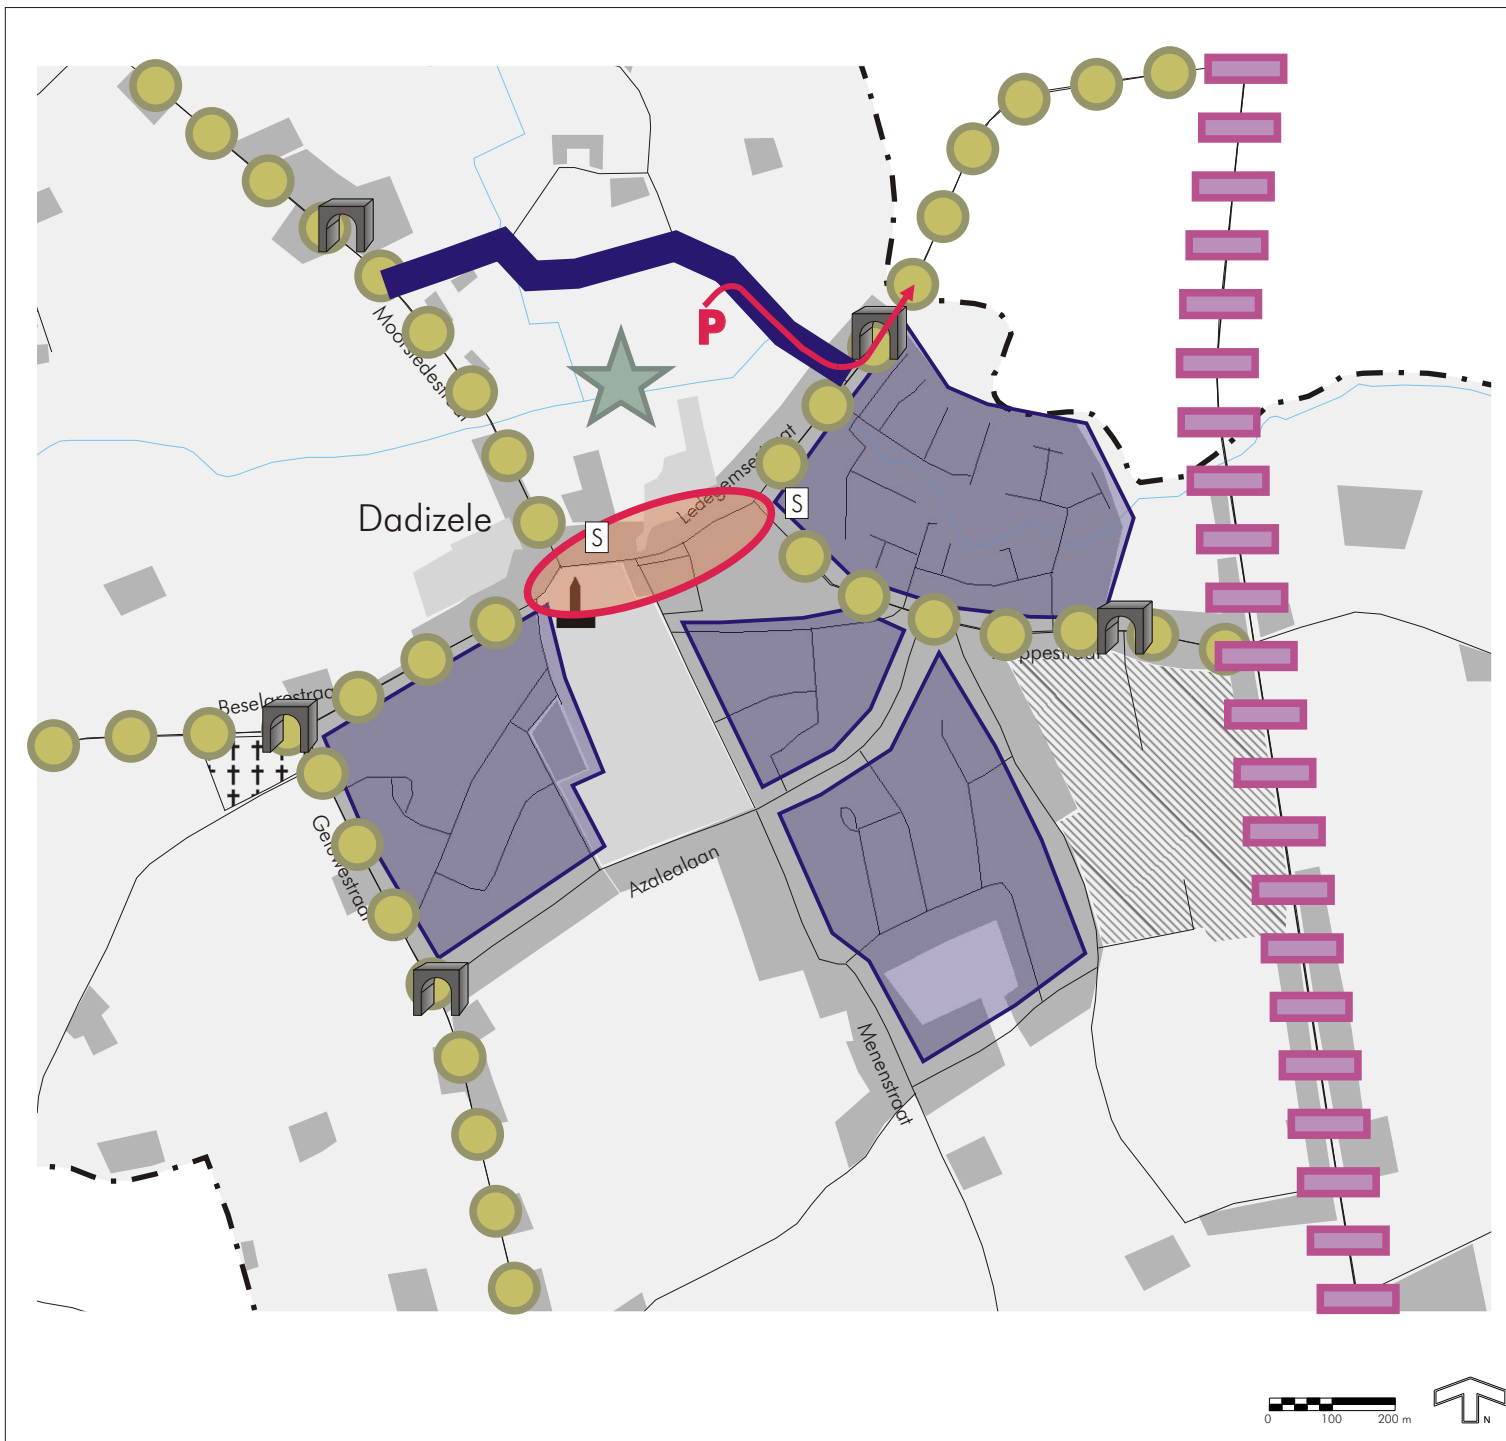 Moorsledestraat
P
Ledegemsestraat
S
Dadizele
S
Beselarestraat
Geluwestraat
Azalealaan
Menenstraat
0 100 200 m
N